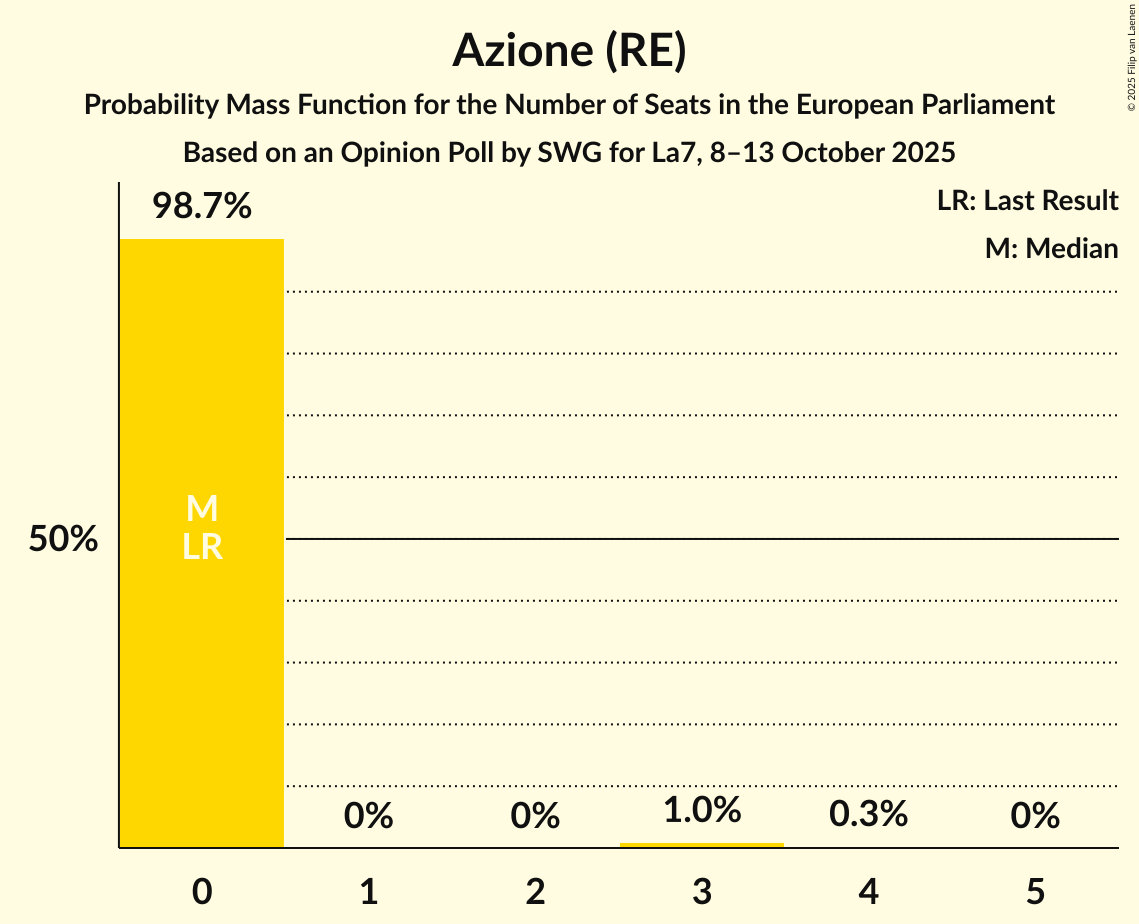 Azione (RE)
Probability Mass Function for the Number of Seats in the European Parliament
Based on an Opinion Poll by SWG for La7, 8–13 October 2025
© 2025 Filip van Laenen
LR: Last Result
M: Median
98.7%
M
LR
50%
0%
0%
1.0%
0.3%
0%
0
1
2
3
4
5